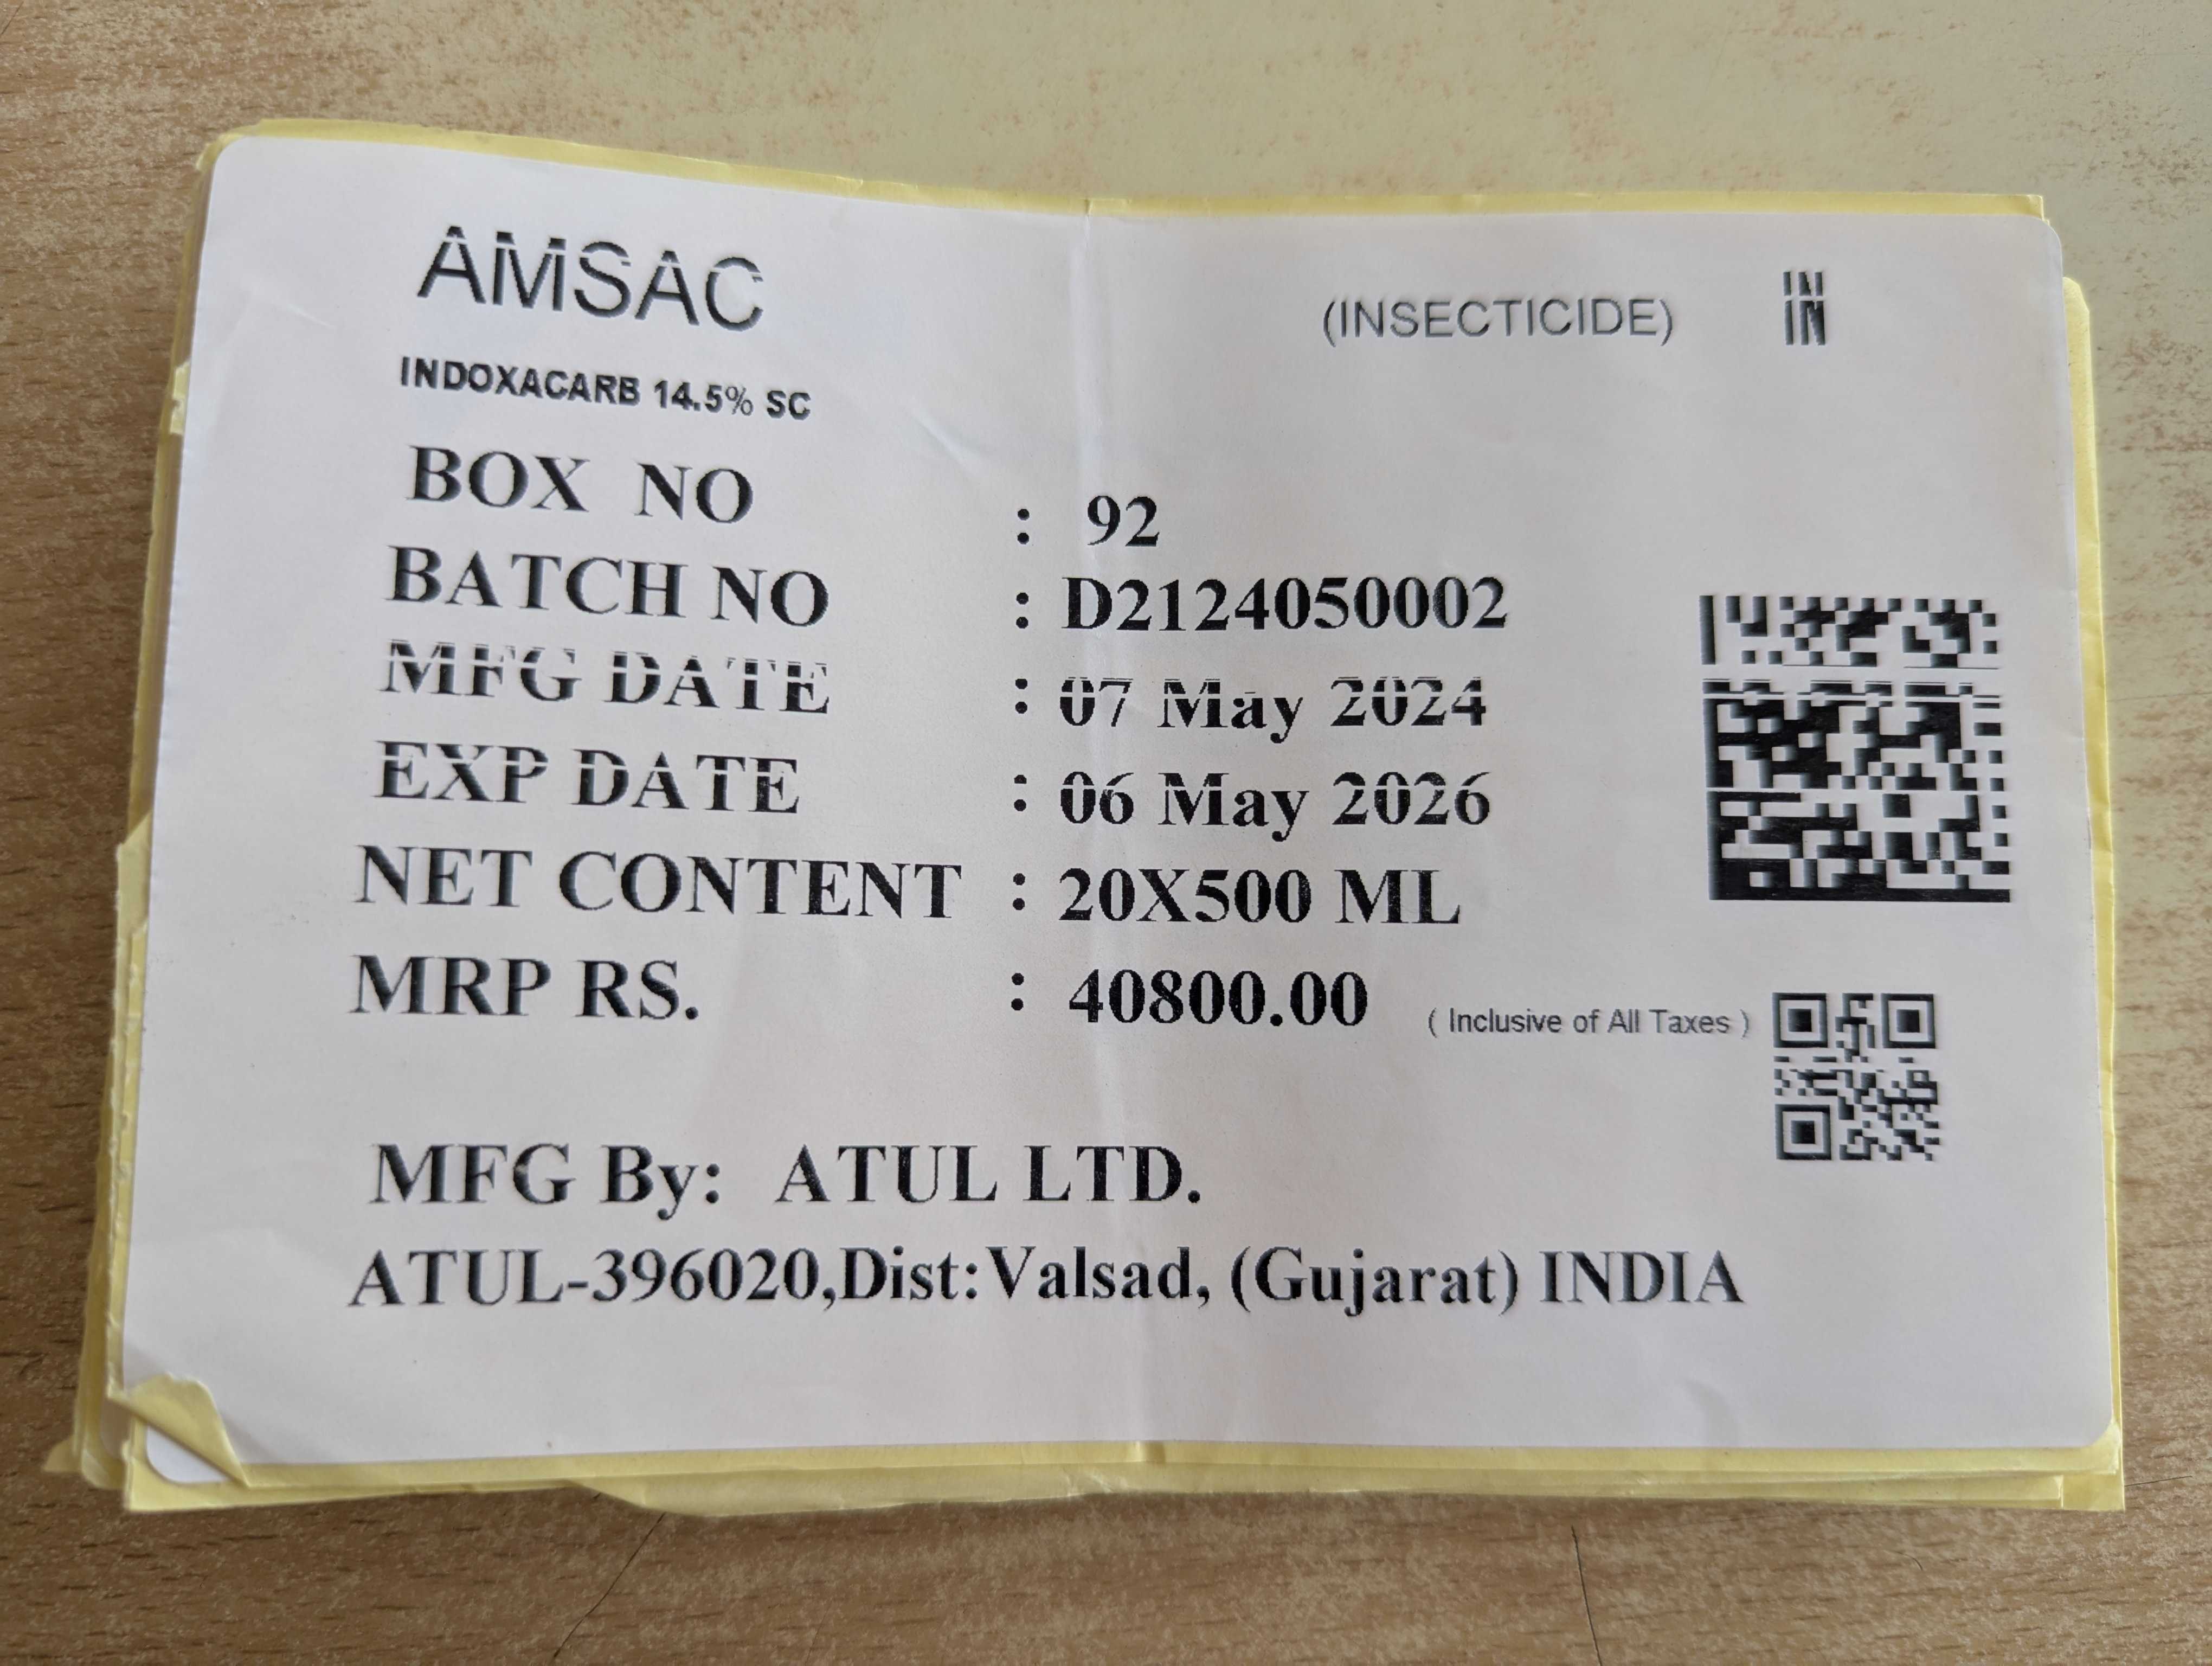 AMSAC (INSECTICIDE) IN
INDOXACARB 14.5% SC
BOX NO : 92
BATCH NO : D2124050002
MFG DATE : 07 May 2024
EXP DATE : 06 May 2026
NET CONTENT : 20X500 ML
MRP RS. : 40800.00 ( Inclusive of All Taxes )
MFG By: ATUL LTD.
ATUL-396020,Dist:Valsad, (Gujarat) INDIA